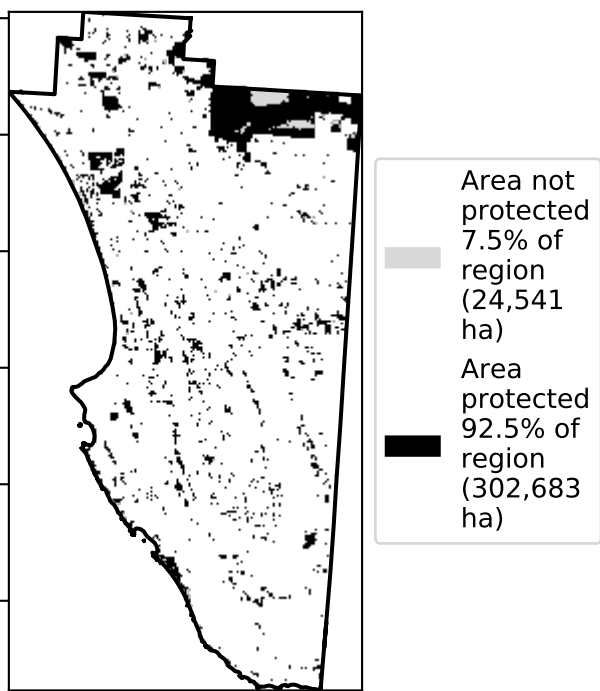 Area not
protected
7.5% of
region
(24,541
ha)
Area
protected
92.5% of
region
(302,683
ha)